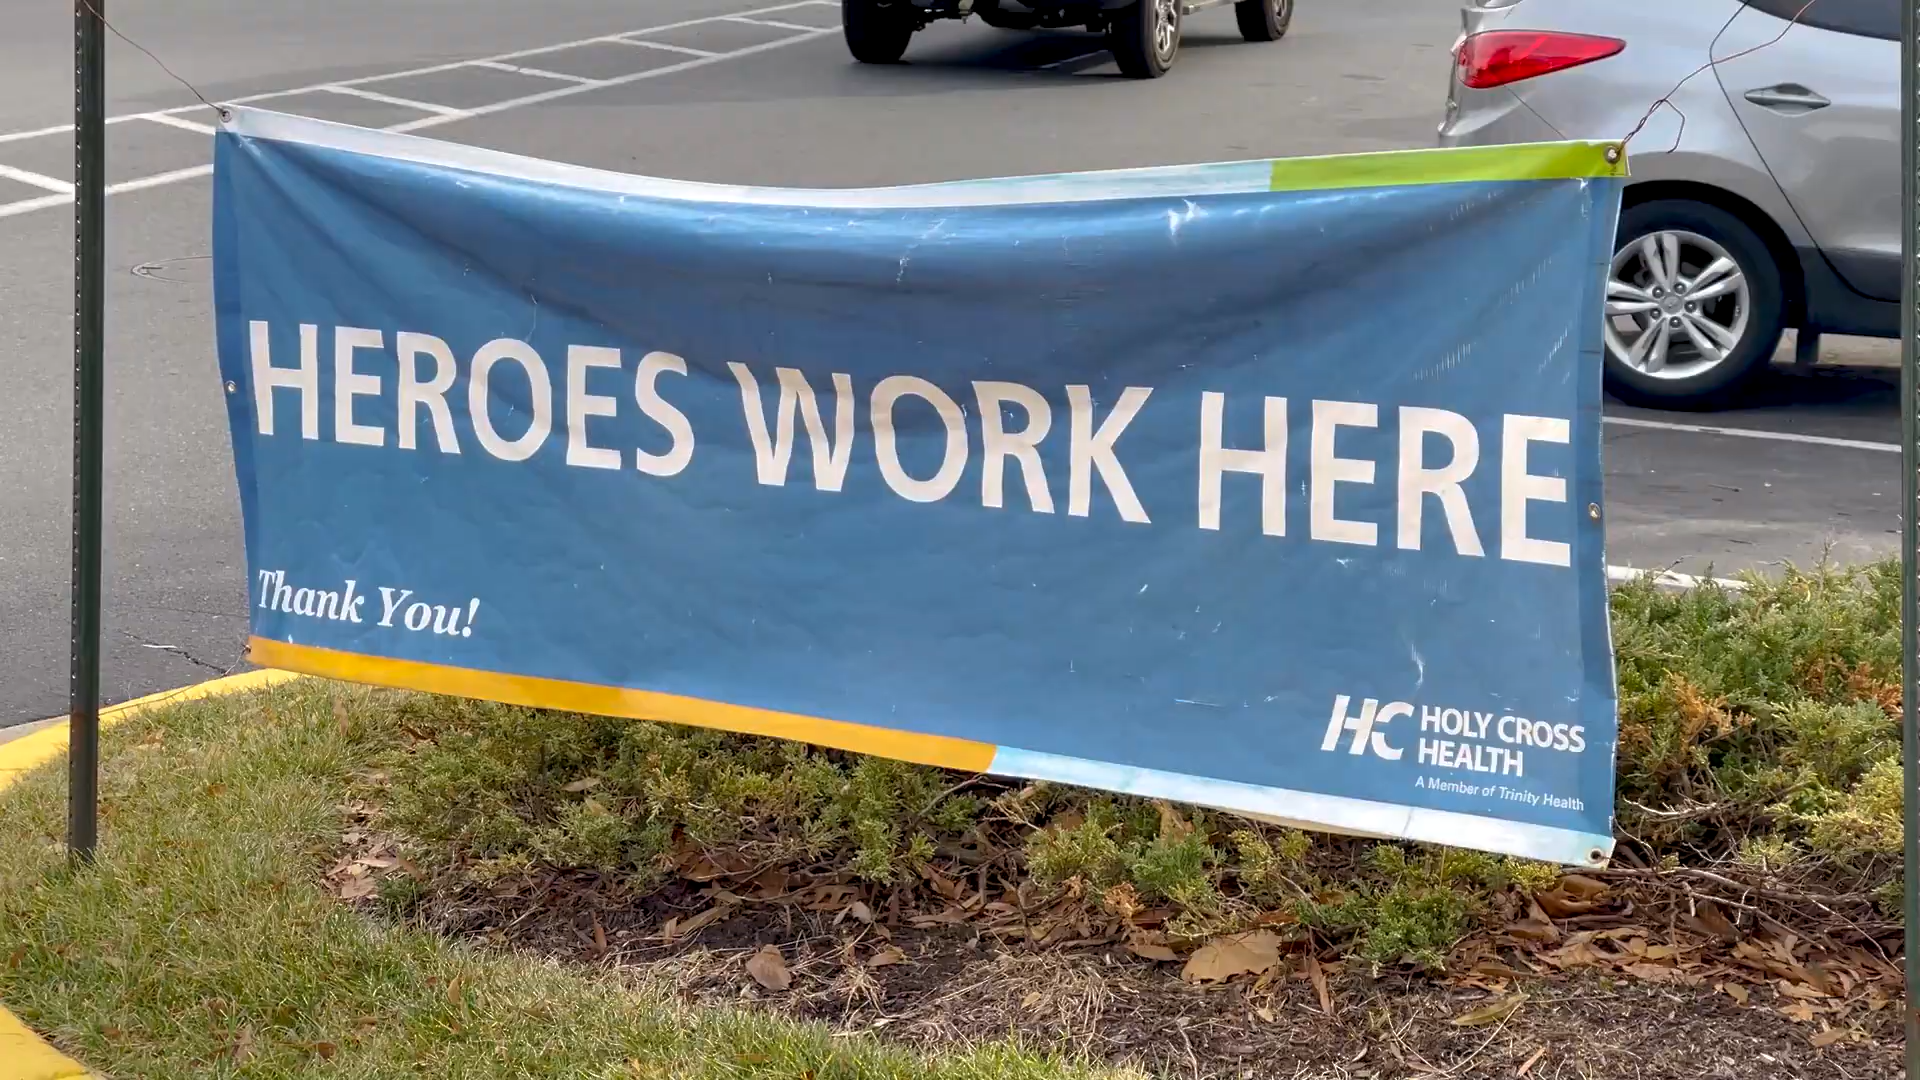 HEROES WORK HERE
Thank You!
HC HOLY CROSS
HEALTH
A Member of Trinity Health